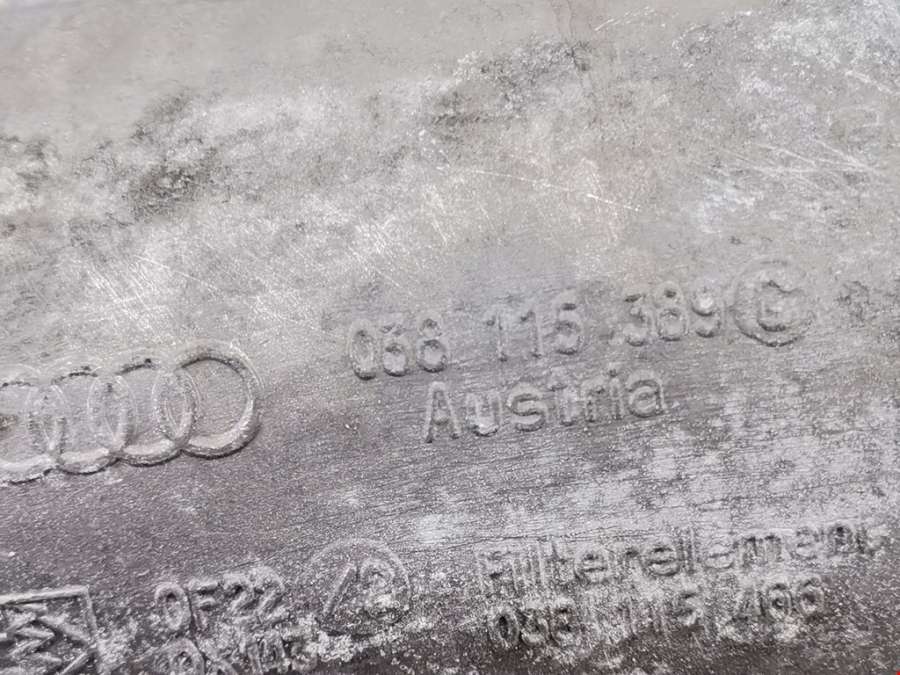 038 115 389 C
Austria
Filterelement
038 115 466
0F22